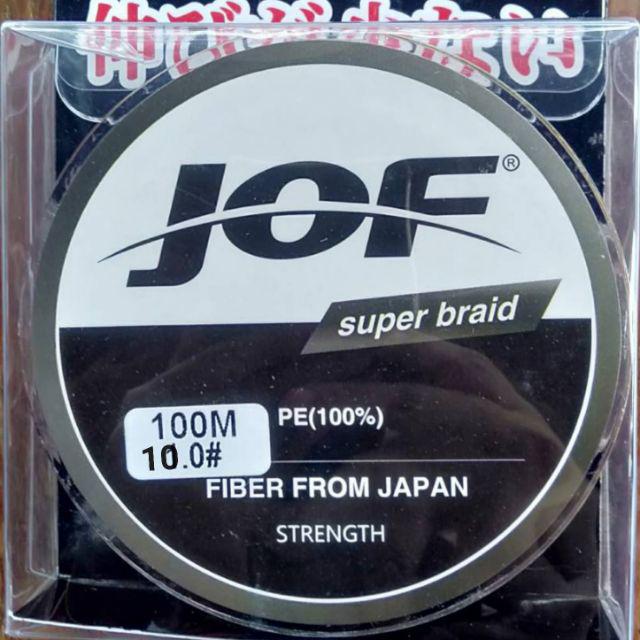 JOF®
super braid
100M
10.0#
PE(100%)
FIBER FROM JAPAN
STRENGTH